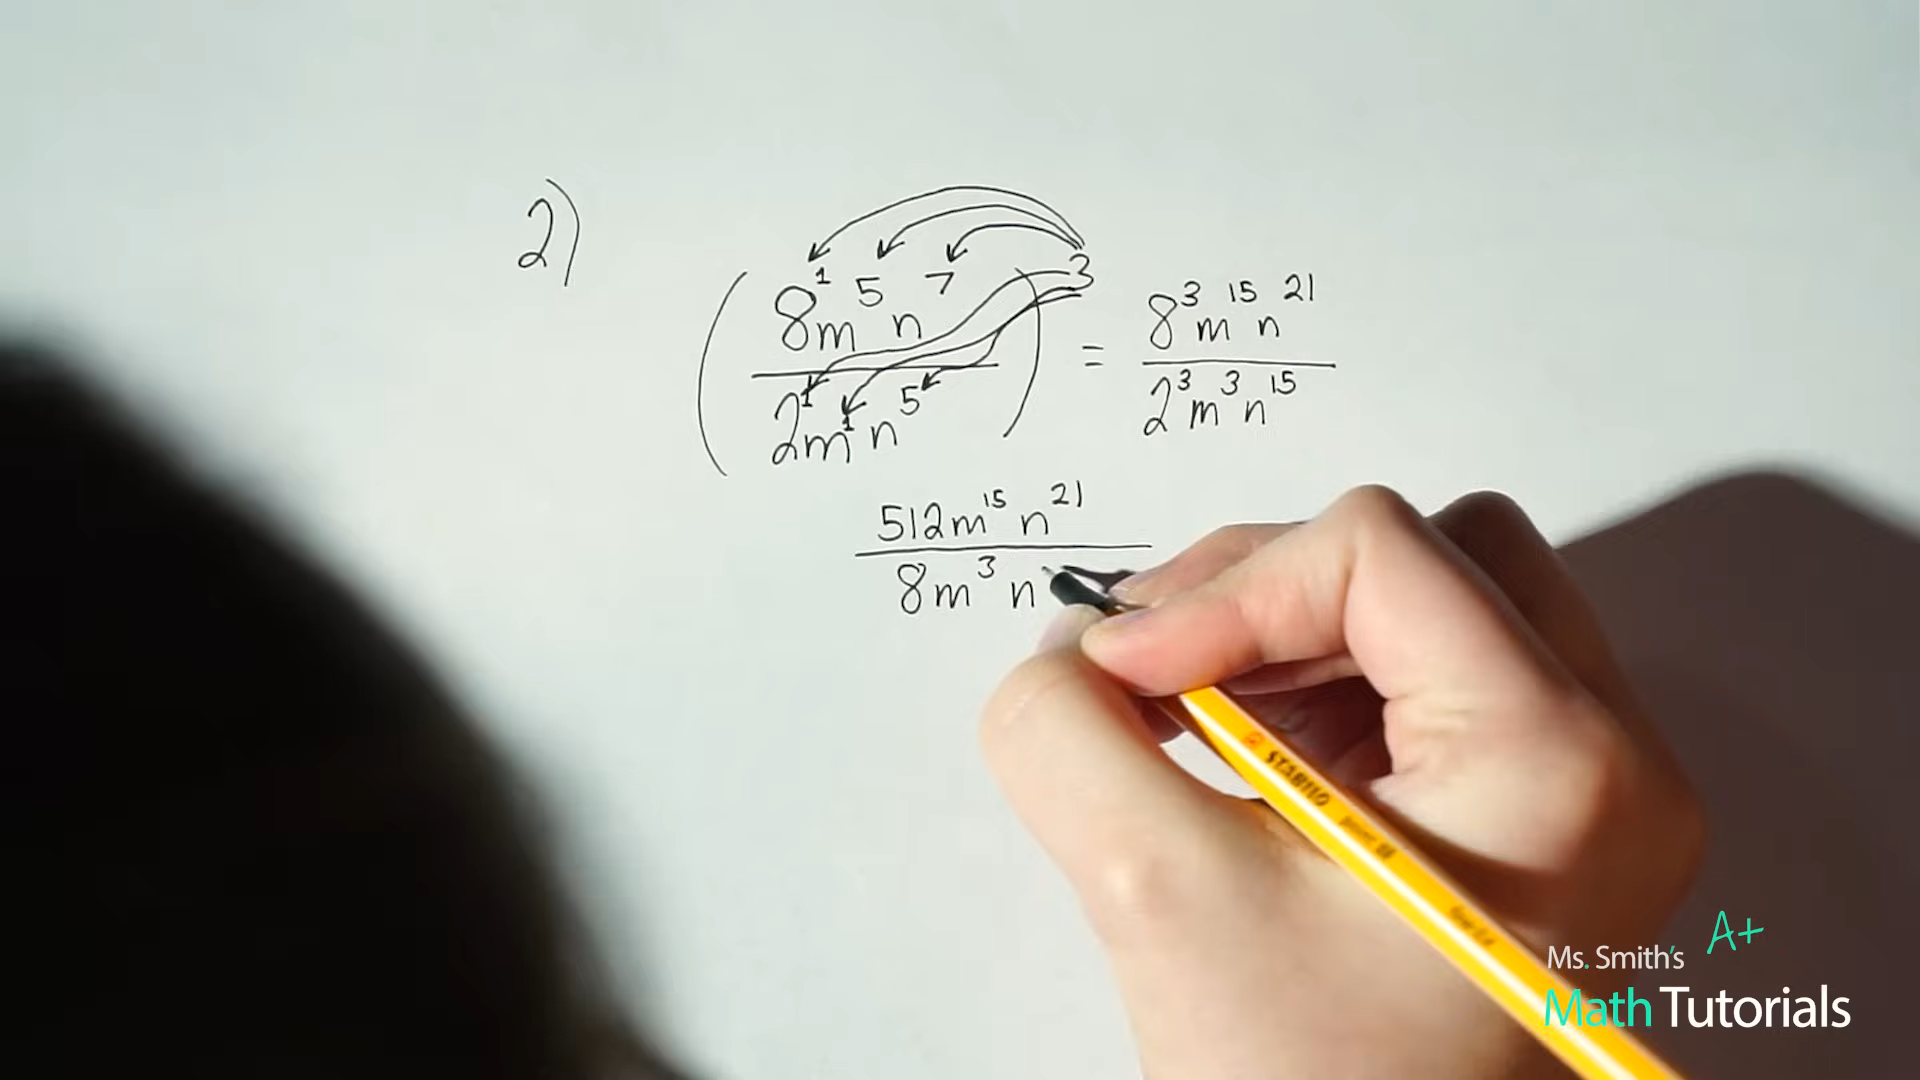 2)
(8¹m⁵n⁷ / 2¹m¹n⁵)³ = 8³m¹⁵n²¹ / 2³m³n¹⁵
512m¹⁵n²¹ / 8m³n
STABILO
Ms. Smith's A+
Math Tutorials